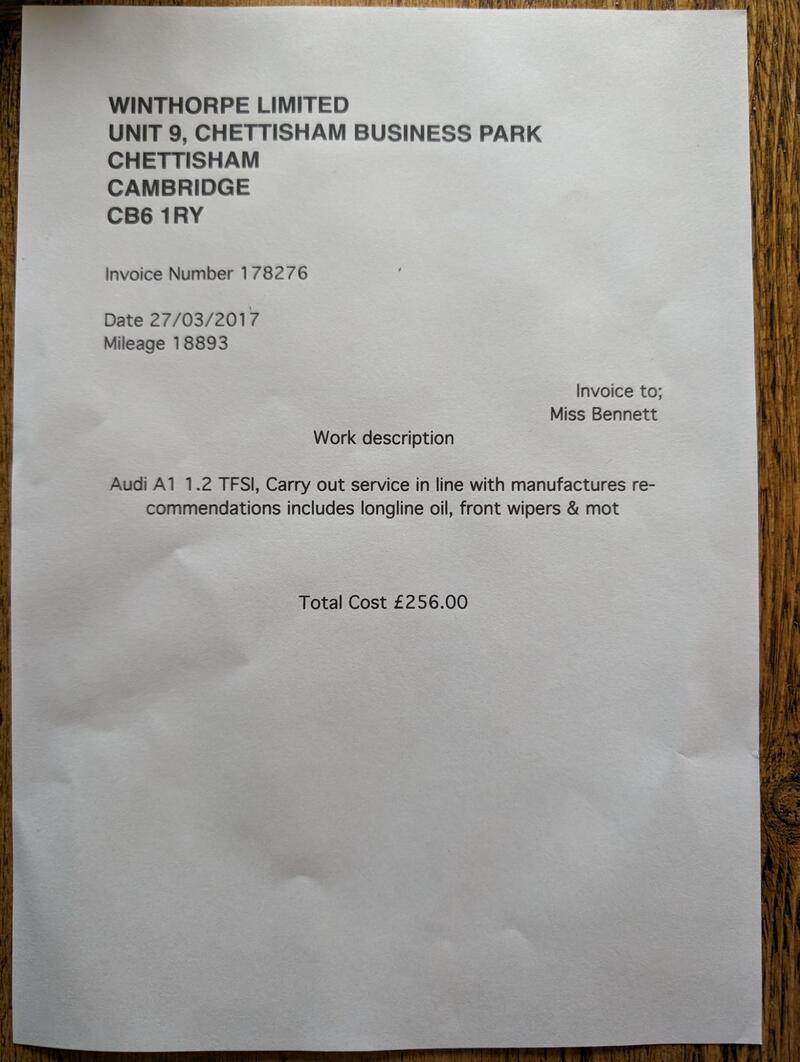 WINTHORPE LIMITED
UNIT 9, CHETTISHAM BUSINESS PARK
CHETTISHAM
CAMBRIDGE
CB6 1RY
Invoice Number 178276
Date 27/03/2017
Mileage 18893
Invoice to;
Miss Bennett
Work description
Audi A1 1.2 TFSI, Carry out service in line with manufactures re-
commendations includes longline oil, front wipers & mot
Total Cost £256.00